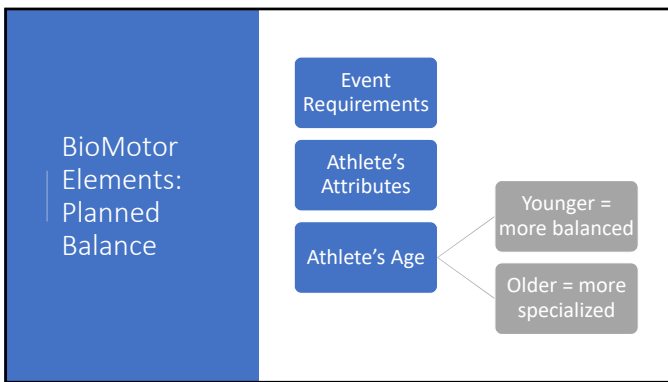 BioMotor
Elements:
Planned
Balance
Event
Requirements
Athlete’s
Attributes
Athlete’s Age
Younger =
more balanced
Older = more
specialized